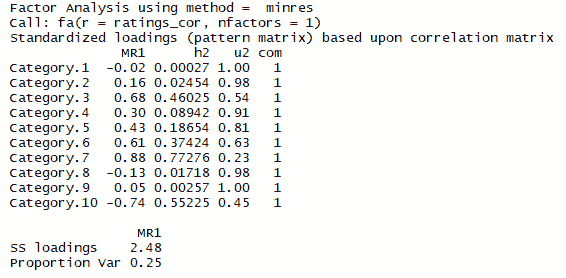 Factor Analysis using method =  minres
Call: fa(r = ratings_cor, nfactors = 1)
Standardized loadings (pattern matrix) based upon correlation matrix
              MR1      h2   u2 com
Category.1  -0.02 0.00027 1.00   1
Category.2   0.16 0.02454 0.98   1
Category.3   0.68 0.46025 0.54   1
Category.4   0.30 0.08942 0.91   1
Category.5   0.43 0.18654 0.81   1
Category.6   0.61 0.37424 0.63   1
Category.7   0.88 0.77276 0.23   1
Category.8  -0.13 0.01718 0.98   1
Category.9   0.05 0.00257 1.00   1
Category.10 -0.74 0.55225 0.45   1

                MR1
SS loadings    2.48
Proportion Var 0.25